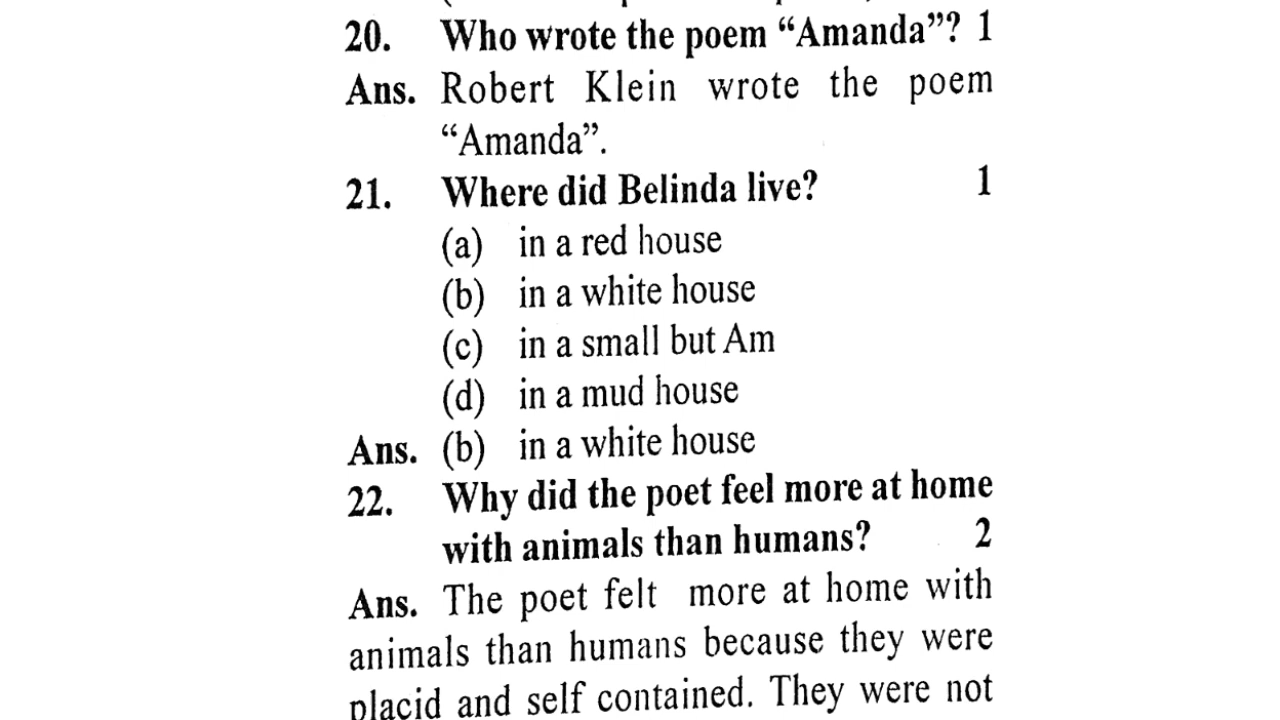 20. Who wrote the poem “Amanda”? 1
Ans. Robert Klein wrote the poem
“Amanda”.
21. Where did Belinda live? 1
(a) in a red house
(b) in a white house
(c) in a small but Am
(d) in a mud house
Ans. (b) in a white house
22. Why did the poet feel more at home
with animals than humans? 2
Ans. The poet felt more at home with
animals than humans because they were
placid and self contained. They were not